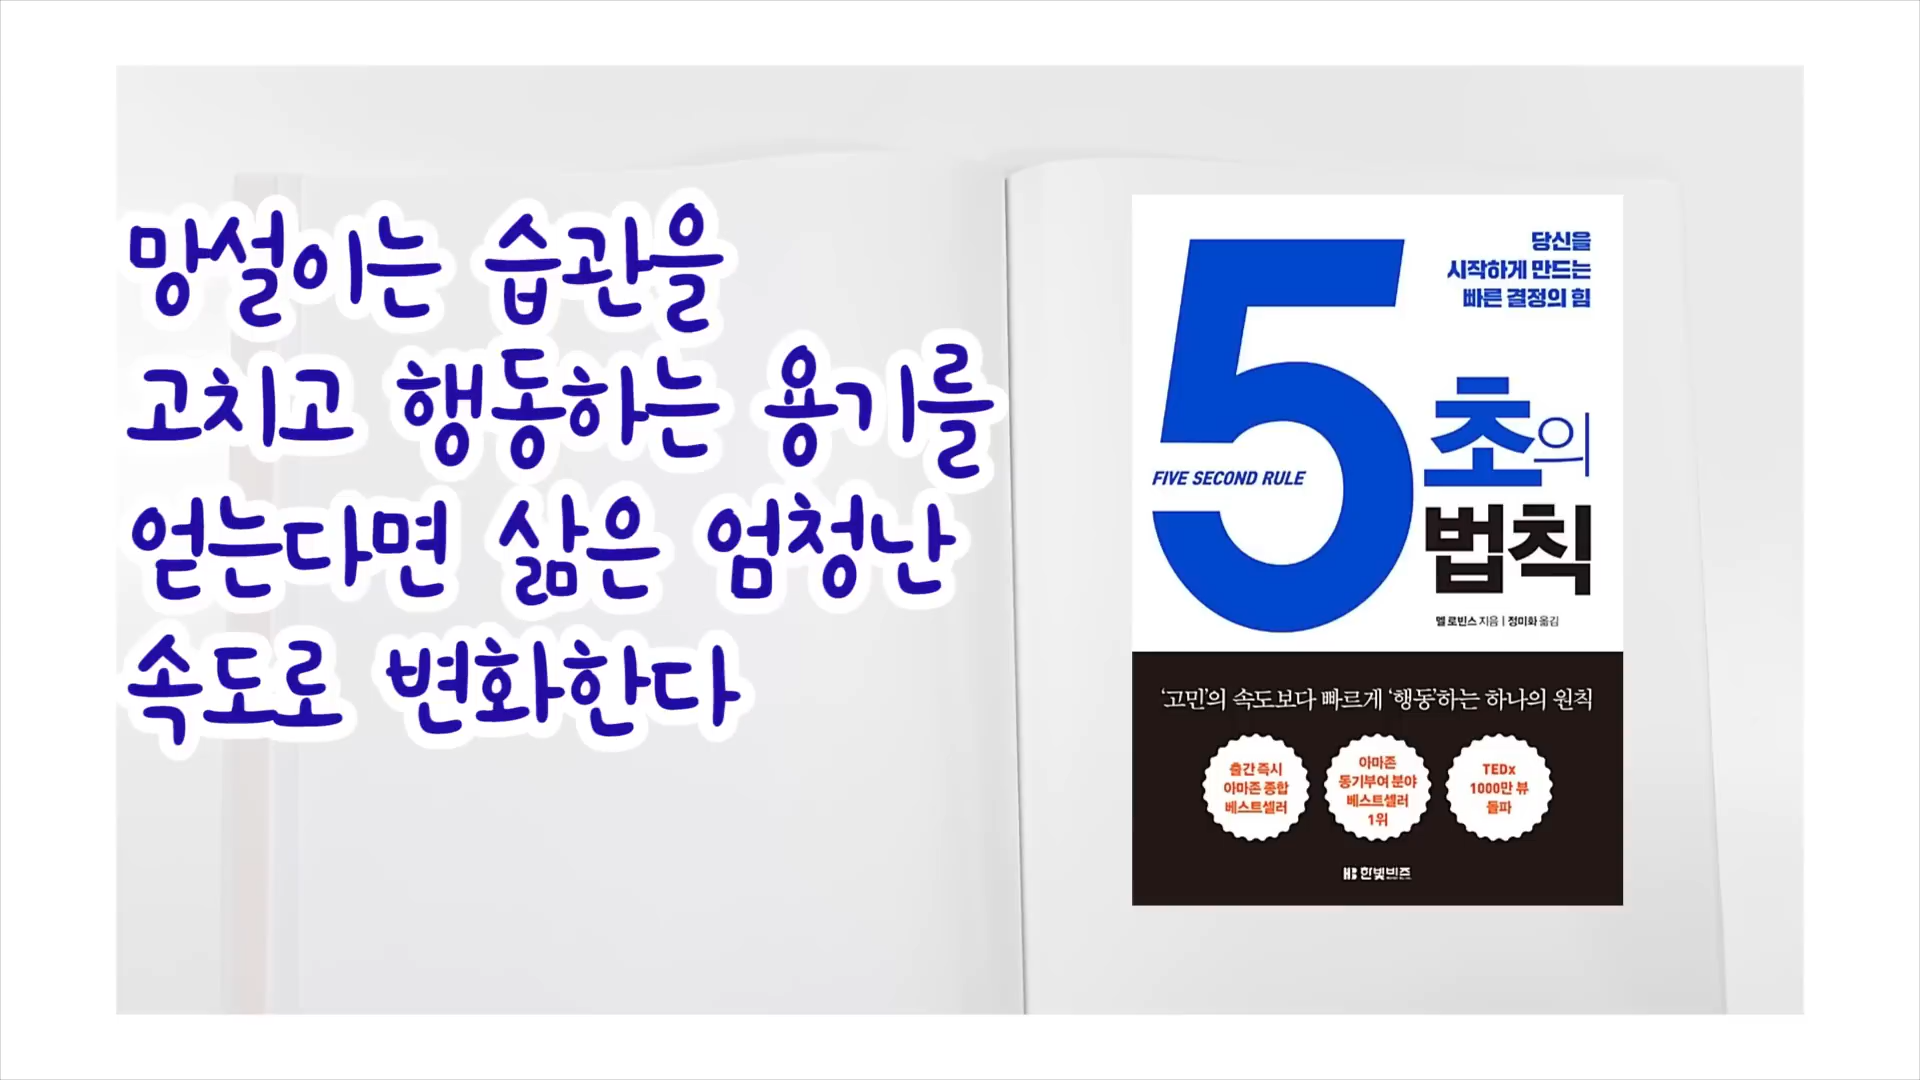 망설이는 습관을
고치고 행동하는 용기를
얻는다면 삶은 엄청난
속도로 변화한다
당신을
시작하게 만드는
빠른 결정의 힘
5초의
법칙
FIVE SECOND RULE
멜 로빈스 지음 | 정미화 옮김
‘고민’의 속도보다 빠르게 ‘행동’하는 하나의 원칙
출간 즉시
아마존 종합
베스트셀러
아마존
동기부여 분야
베스트셀러
1위
TEDx
1000만 뷰
돌파
HB 한빛비즈